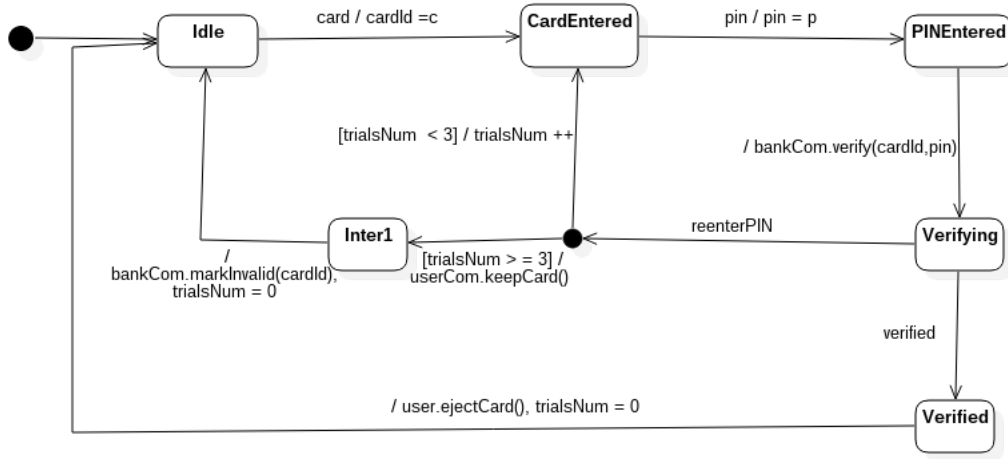 card / cardId =c
pin / pin = p
Idle
CardEntered
PINEntered
[trialsNum < 3] / trialsNum ++
/ bankCom.verify(cardId,pin)
reenterPIN
Inter1
Verifying
[trialsNum > = 3] /
userCom.keepCard()
/
bankCom.markInvalid(cardId),
trialsNum = 0
verified
/ user.ejectCard(), trialsNum = 0
Verified